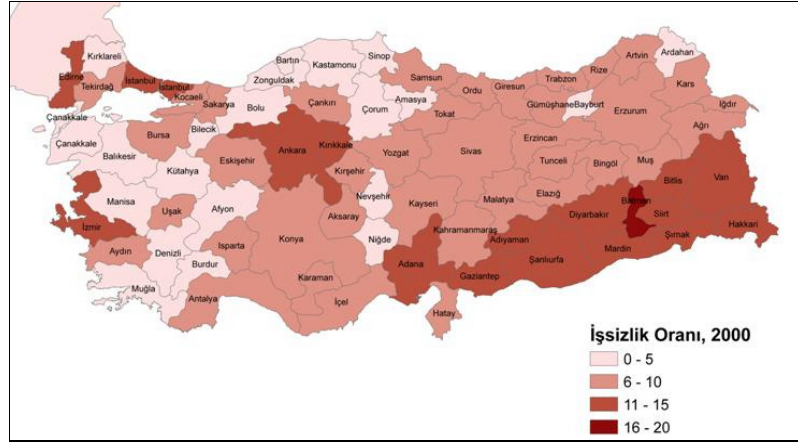 Kırklareli
Edirne
Tekirdağ
İstanbul
İstanbul
Kocaeli
Sakarya
Zonguldak
Bartın
Kastamonu
Sinop
Bolu
Çankırı
Çorum
Samsun
Amasya
Ordu
Giresun
Trabzon
Rize
Artvin
Ardahan
Kars
Iğdır
Ağrı
Tokat
Gümüşhane
Bayburt
Erzurum
Erzincan
Çanakkale
Çanakkale
Balıkesir
Bursa
Bilecik
Kütahya
Eskişehir
Ankara
Kırıkkale
Kırşehir
Yozgat
Sivas
Tunceli
Bingöl
Muş
Bitlis
Van
Manisa
Uşak
Afyon
İzmir
Aydın
Denizli
Isparta
Burdur
Muğla
Antalya
Konya
Aksaray
Nevşehir
Niğde
Kayseri
Malatya
Elazığ
Diyarbakır
Batman
Siirt
Şırnak
Hakkari
Mardin
Karaman
İçel
Adana
Kahramanmaraş
Adıyaman
Gaziantep
Şanlıurfa
Hatay
İşsizlik Oranı, 2000
0 - 5
6 - 10
11 - 15
16 - 20